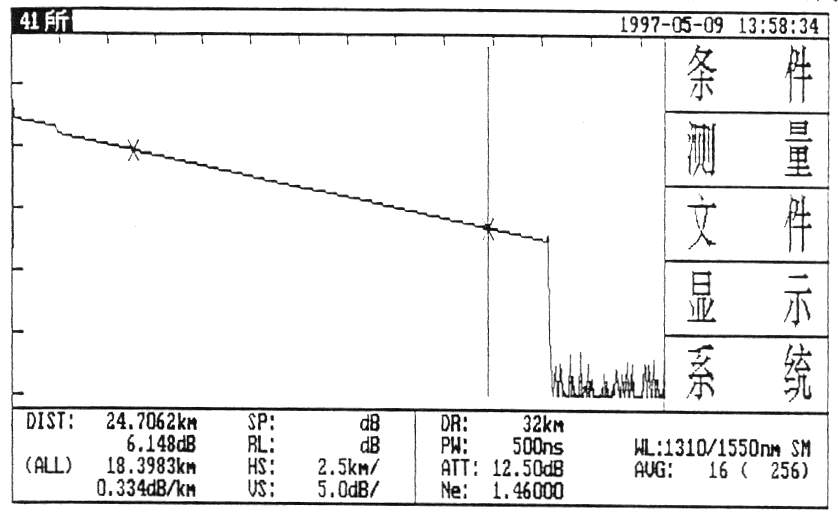 41所 1997-05-09 13:58:34
条 件
测 量
文 件
显 示
系 统
DIST: 24.7062km SP: dB DR: 32km
6.148dB RL: dB PW: 500ns WL:1310/1550nm SM
(ALL) 18.3983km HS: 2.5km/ ATT: 12.50dB AVG: 16 ( 256)
0.334dB/km VS: 5.0dB/ Ne: 1.46000